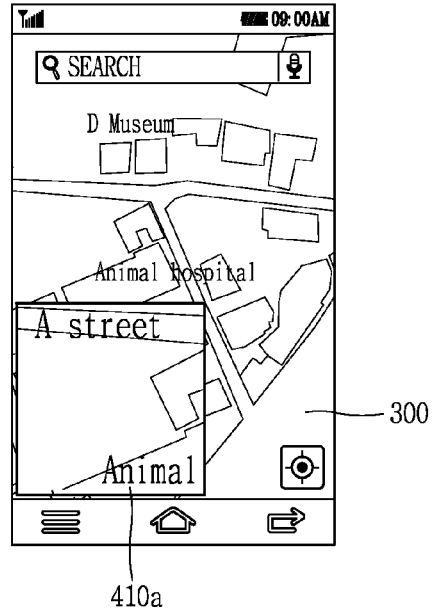 09:00AM
SEARCH
D Museum
Animal hospital
A street
300
Animal
410a